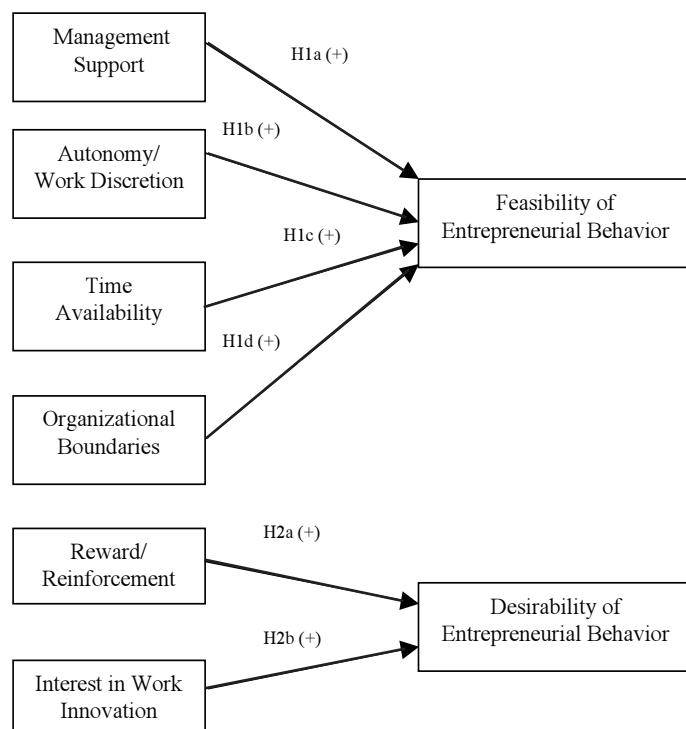 Management
Support
H1a (+)
Autonomy/
Work Discretion
H1b (+)
Feasibility of
Entrepreneurial Behavior
H1c (+)
Time
Availability
H1d (+)
Organizational
Boundaries
Reward/
Reinforcement
H2a (+)
Desirability of
Entrepreneurial Behavior
H2b (+)
Interest in Work
Innovation